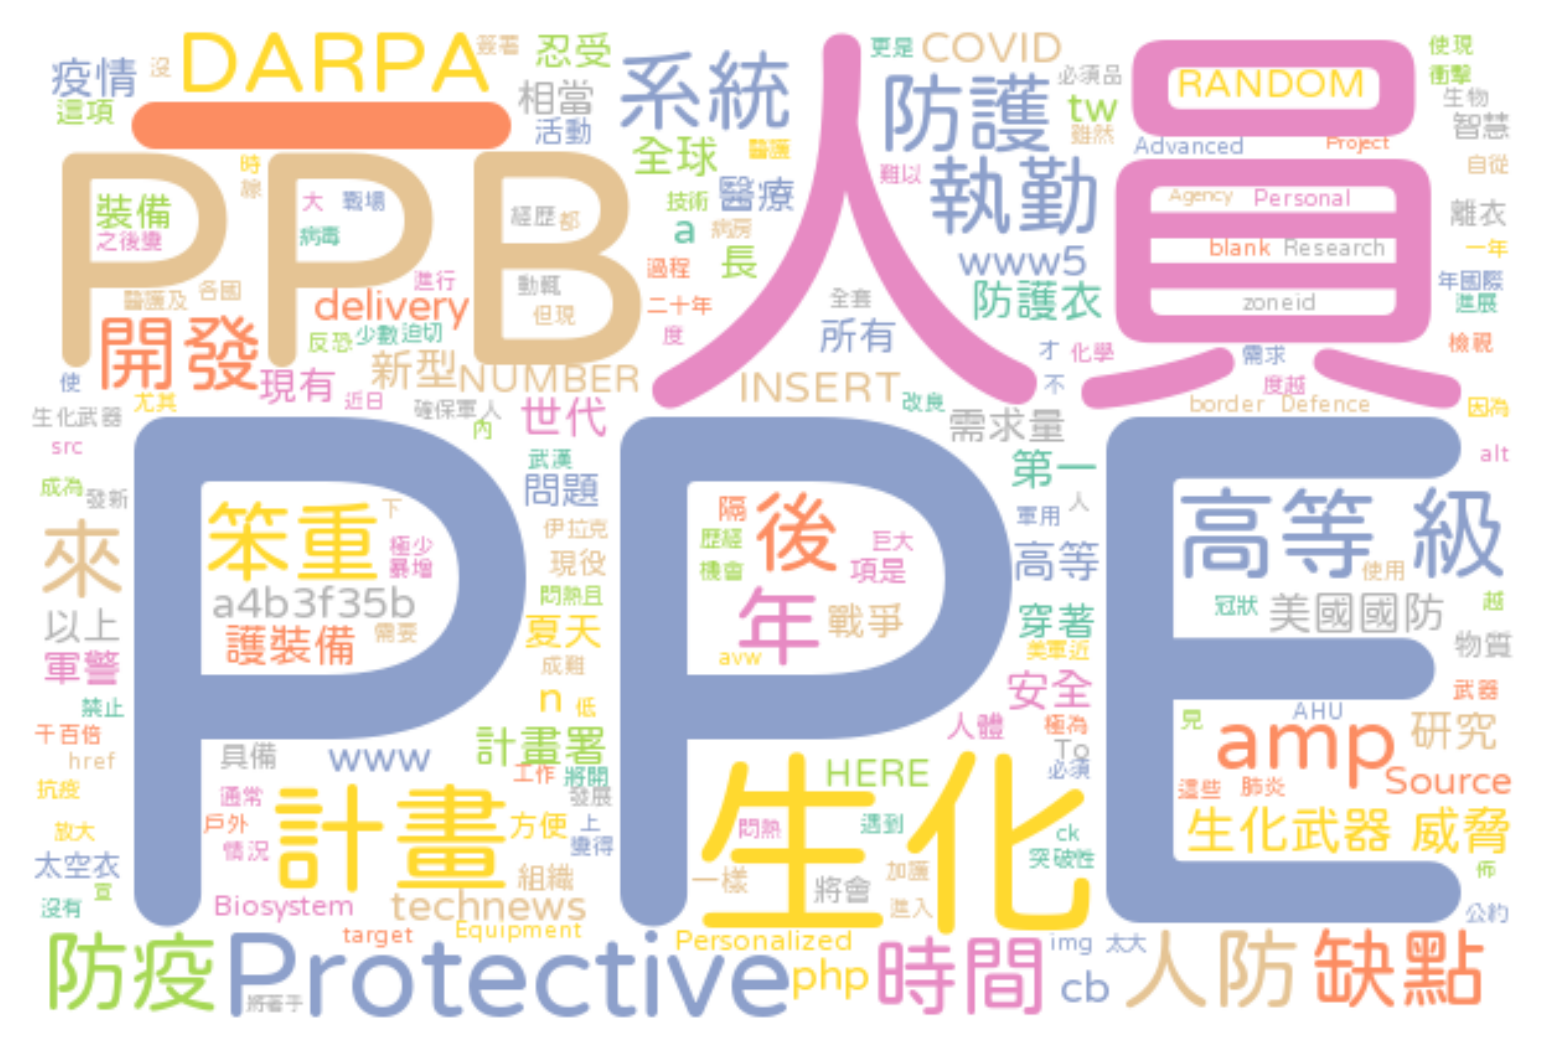 疫情 沒 DARPA 簽署 忍受 系統 更是 COVID 必須品 RANDOM 使現
這項 相當 防護 tw 衝擊
一 活動 雖然 Advanced Project 生物
時 全球 醫護 人員 智慧
PPB 技術 醫療 難以 執勤 Agency Personal 自從
裝備 線 大 戰場 經歷 都 a 病房 離衣
之後 病毒 過程 長 www5 blank Research 一年
醫護及 各國 進行 動輒 二十年 全套 防護衣 zoneid 年國際
delivery 但現 度 所有 進展
開發 反恐 少數 迫切 才 化學 需求 檢視
使 現有 新型 NUMBER INSERT 不 度越
尤其 近日 確保軍人 世代 改良 需求量 border Defence 因為
生化武器 內
src PPE 武漢 第一 alt
成為 發新 問題 高等 級
來 笨重 下 伊拉克 隔 後 軍用 人
極少 現役 歷經 巨大 高等 使用
暴增 機會 項是
a4b3f35b 悶熱且 年 戰爭 冠狀 美國國防 越
以上 護裝備 需要 夏天 穿著 物質
軍警 成難 avw 美軍近
禁止 n 低 安全 武器
千百倍 計畫署 人體 極為 見 AHU
href 具備 www 工作 將開 To amp 研究
抗疫 通常 發展 生化 HERE 必須 這些 肺炎 Source
放大 戶外 計畫 方便 上 悶熱 遇到 ck 生化武器 威脅
太空衣 情況 變得 突破性
宣 組織 一樣 將會 加護 佈
沒有 Biosystem technews 進入 公約
target Equipment Personalized img 太大
防疫 將著手 Protective php 時間 cb 人防 缺點